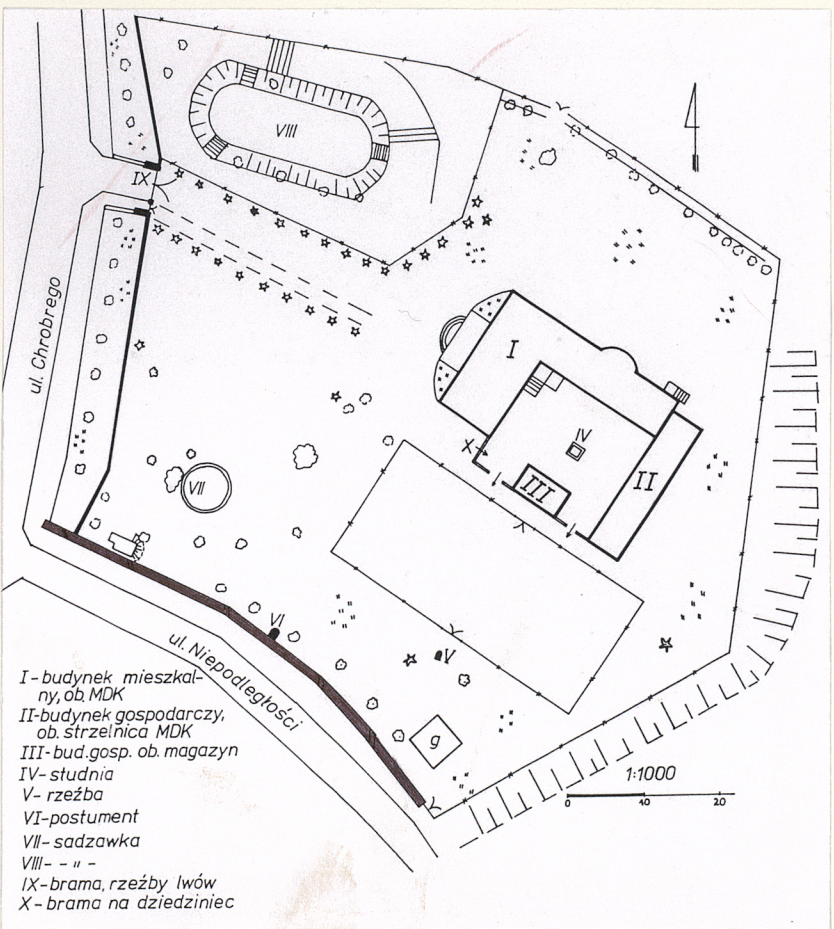 VIII
IX
ul. Chrobrego
I
IV
X
II
III
VII
VI
V
ul. Niepodległości
g
I-budynek mieszkal-
ny, ob. MDK
II-budynek gospodarczy,
ob. strzelnica MDK
III-bud.gosp. ob. magazyn
IV-studnia
V-rzeźba
VI-postument
VII-sadzawka
VIII- - " -
IX-brama, rzeźby lwów
X-brama na dziedziniec
1:1000
0 10 20